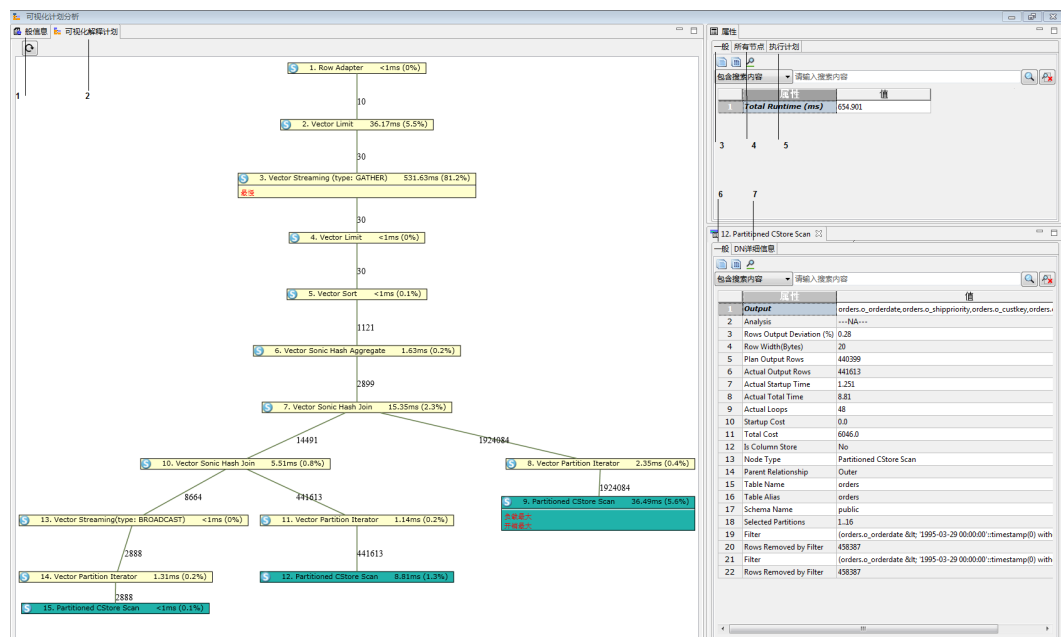 可视化计划分析
一般信息 可视化解释计划
1
2
1. Row Adapter <1ms (0%)
10
2. Vector Limit 36.17ms (5.5%)
30
3. Vector Streaming (type: GATHER) 531.63ms (81.2%)
最慢
30
4. Vector Limit <1ms (0%)
30
5. Vector Sort <1ms (0.1%)
1121
6. Vector Sonic Hash Aggregate 1.63ms (0.2%)
2899
7. Vector Sonic Hash Join 15.35ms (2.3%)
14491
1924084
10. Vector Sonic Hash Join 5.51ms (0.8%)
8. Vector Partition Iterator 2.35ms (0.4%)
8664
441613
1924084
9. Partitioned CStore Scan 36.49ms (5.6%)
负载最大
开销最大
13. Vector Streaming(type: BROADCAST) <1ms (0%)
11. Vector Partition Iterator 1.14ms (0.2%)
2888
441613
14. Vector Partition Iterator 1.31ms (0.2%)
12. Partitioned CStore Scan 8.81ms (1.3%)
2888
15. Partitioned CStore Scan <1ms (0.1%)
属性
一般 所有节点 执行计划
包含搜索内容 请输入搜索内容
属性 值
1 Total Runtime (ms) 654.901
3 4 5
6 7
12. Partitioned CStore Scan
一般 DN详细信息
包含搜索内容 请输入搜索内容
属性 值
1 Output orders.o_orderdate,orders.o_shippriority,orders.o_custkey,orders.
2 Analysis ---NA---
3 Rows Output Deviation (%) 0.28
4 Row Width(Bytes) 20
5 Plan Output Rows 440399
6 Actual Output Rows 441613
7 Actual Startup Time 1.251
8 Actual Total Time 8.81
9 Actual Loops 48
10 Startup Cost 0.0
11 Total Cost 6046.0
12 Is Column Store No
13 Node Type Partitioned CStore Scan
14 Parent Relationship Outer
15 Table Name orders
16 Table Alias orders
17 Schema Name public
18 Selected Partitions 1..16
19 Filter (orders.o_orderdate &lt; '1995-03-29 00:00:00'::timestamp(0) with
20 Rows Removed by Filter 458387
21 Filter (orders.o_orderdate &lt; '1995-03-29 00:00:00'::timestamp(0) with
22 Rows Removed by Filter 458387